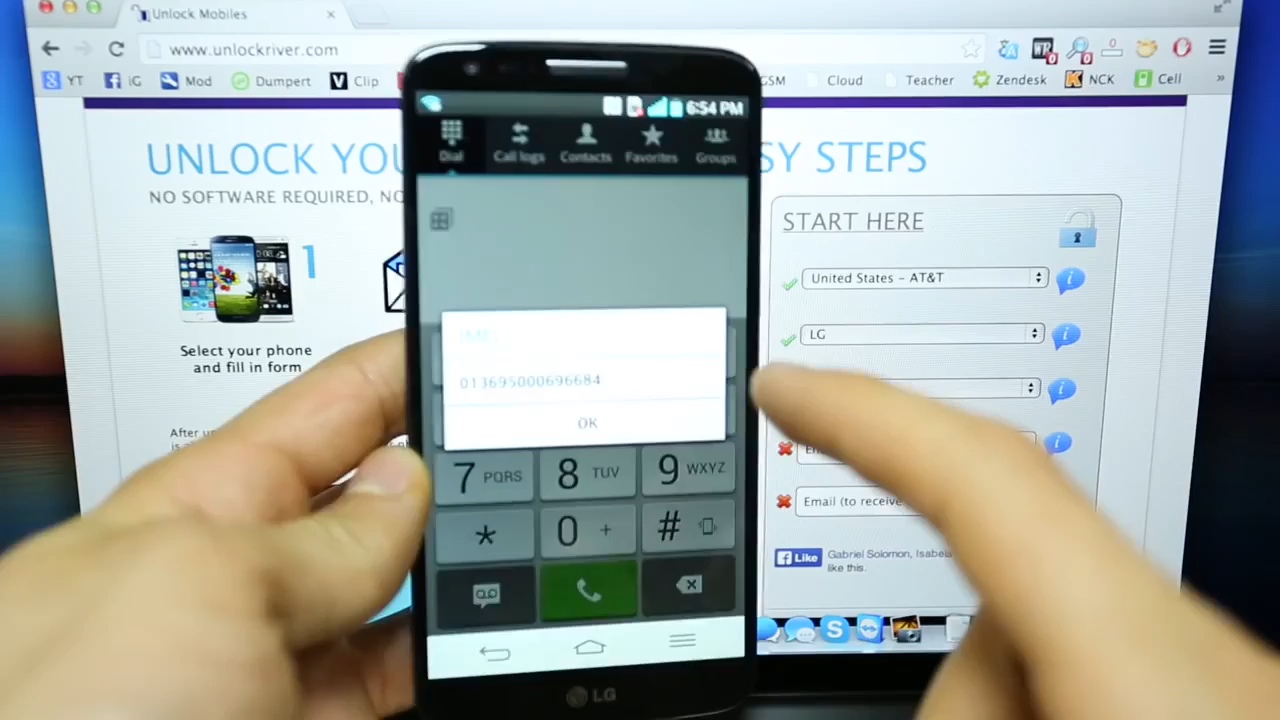 Unlock Mobiles
www.unlockriver.com
YT
iG
Mod
Dumpert
Clip
GSM
Cloud
Teacher
Zendesk
NCK
Cell
»
UNLOCK YOU
SY STEPS
NO SOFTWARE REQUIRED, NO
1
Select your phone
and fill in form
After
START HERE
United States - AT&T
LG
Email (to receive
Like
Gabriel Solomon, Isabela
like this.
6:54 PM
Dial
Call logs
Contacts
Favorites
Groups
IMEI
013695000696684
OK
7 PQRS
8 TUV
9 WXYZ
*
0 +
#
LG